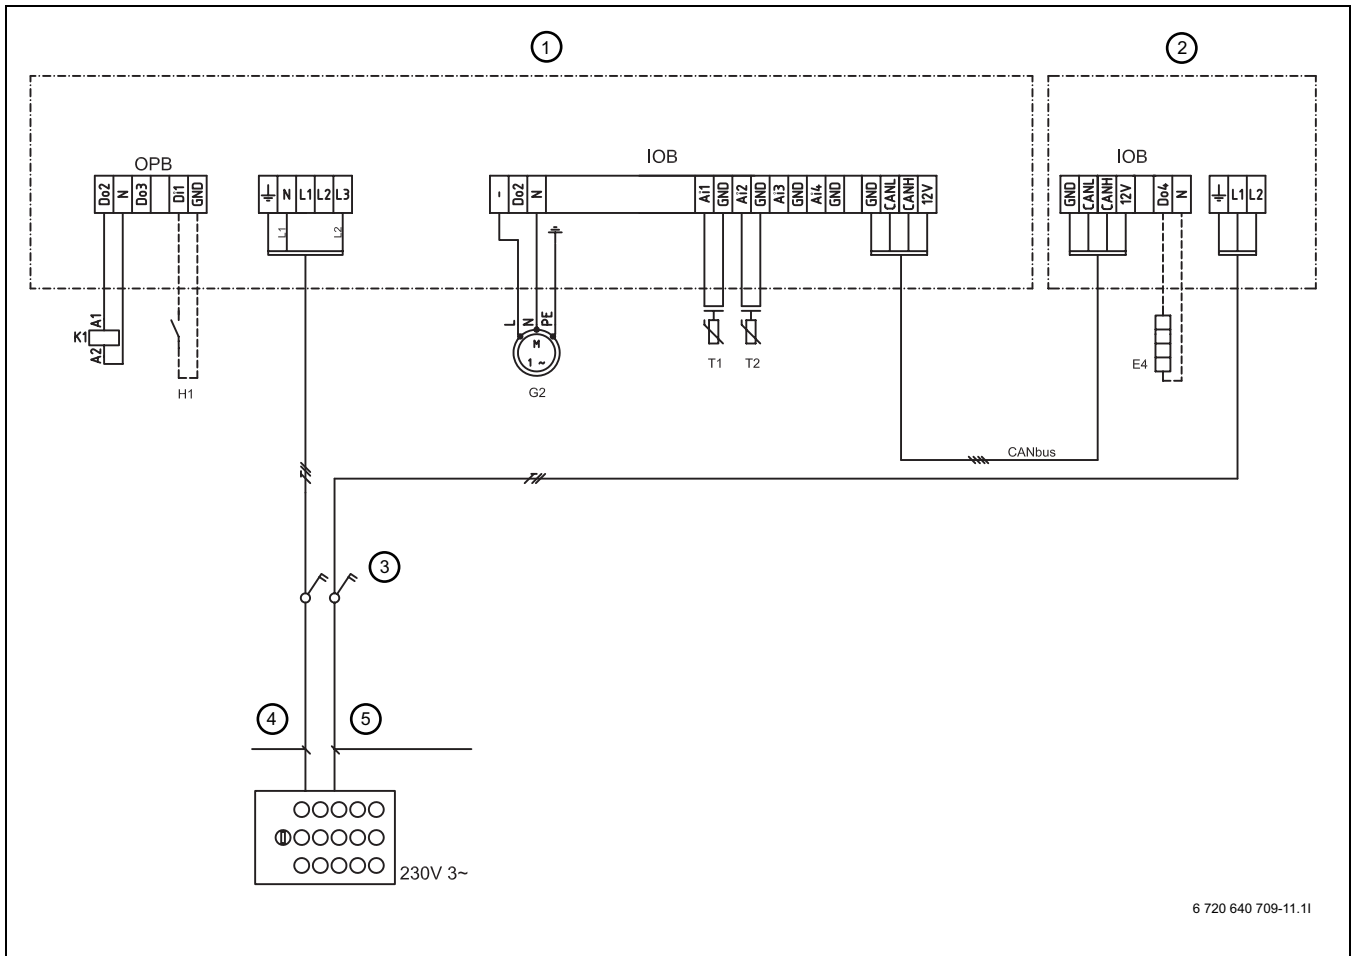 1
2
OPB
IOB
IOB
Do2 N Do3 Di1 GND
N L1 L2 L3
- Do2 N
Ai1 GND Ai2 GND Ai3 GND Ai4 GND GND CANL CANH 12V
GND CANL CANH 12V Do4 N
L1 L2
L1
L2
A1
K1
A2
H1
L N PE
M
1 ~
G2
T1
T2
E4
CANbus
3
4
5
230V 3~
6 720 640 709-11.1I